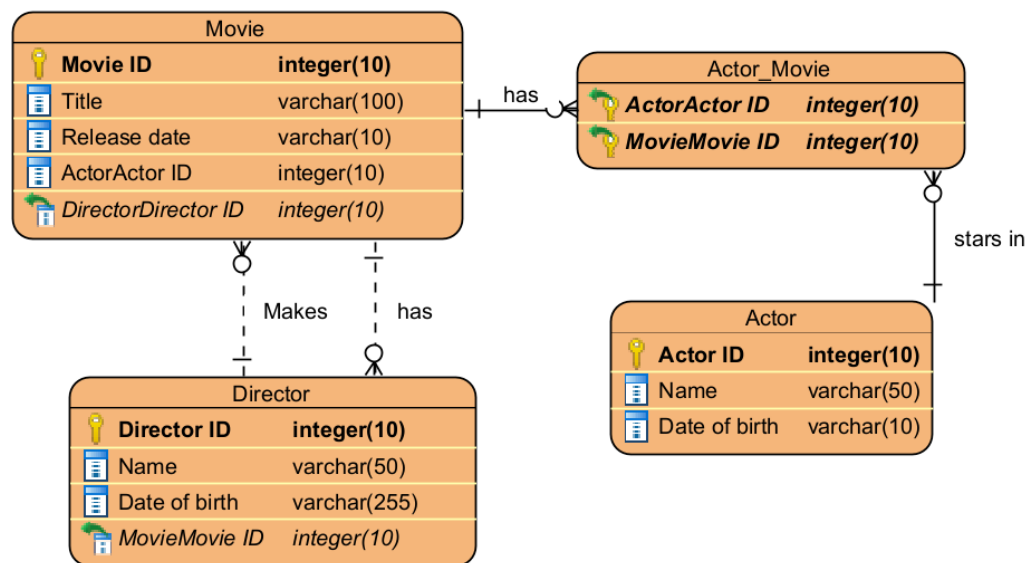 Movie
Movie ID integer(10)
Title varchar(100)
Release date varchar(10)
ActorActor ID integer(10)
DirectorDirector ID integer(10)
has
Actor_Movie
ActorActor ID integer(10)
MovieMovie ID integer(10)
stars in
Makes
has
Actor
Actor ID integer(10)
Name varchar(50)
Date of birth varchar(10)
Director
Director ID integer(10)
Name varchar(50)
Date of birth varchar(255)
MovieMovie ID integer(10)